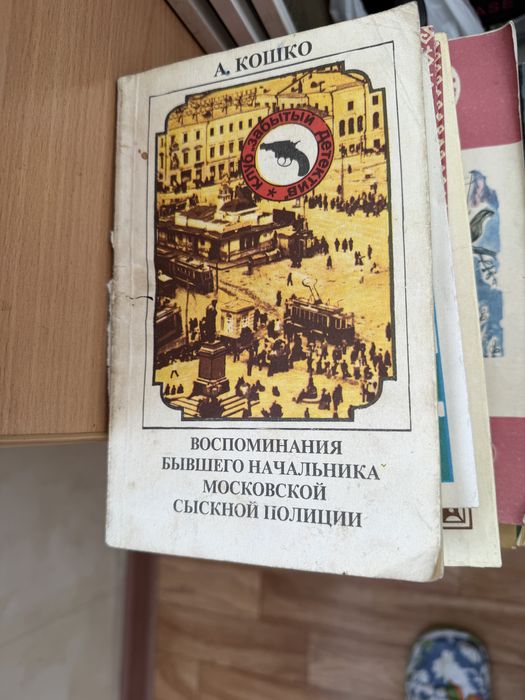 А. КОШКО
Клуб забытый детектив
ВОСПОМИНАНИЯ
БЫВШЕГО НАЧАЛЬНИКА
МОСКОВСКОЙ
СЫСКНОЙ ПОЛИЦИИ